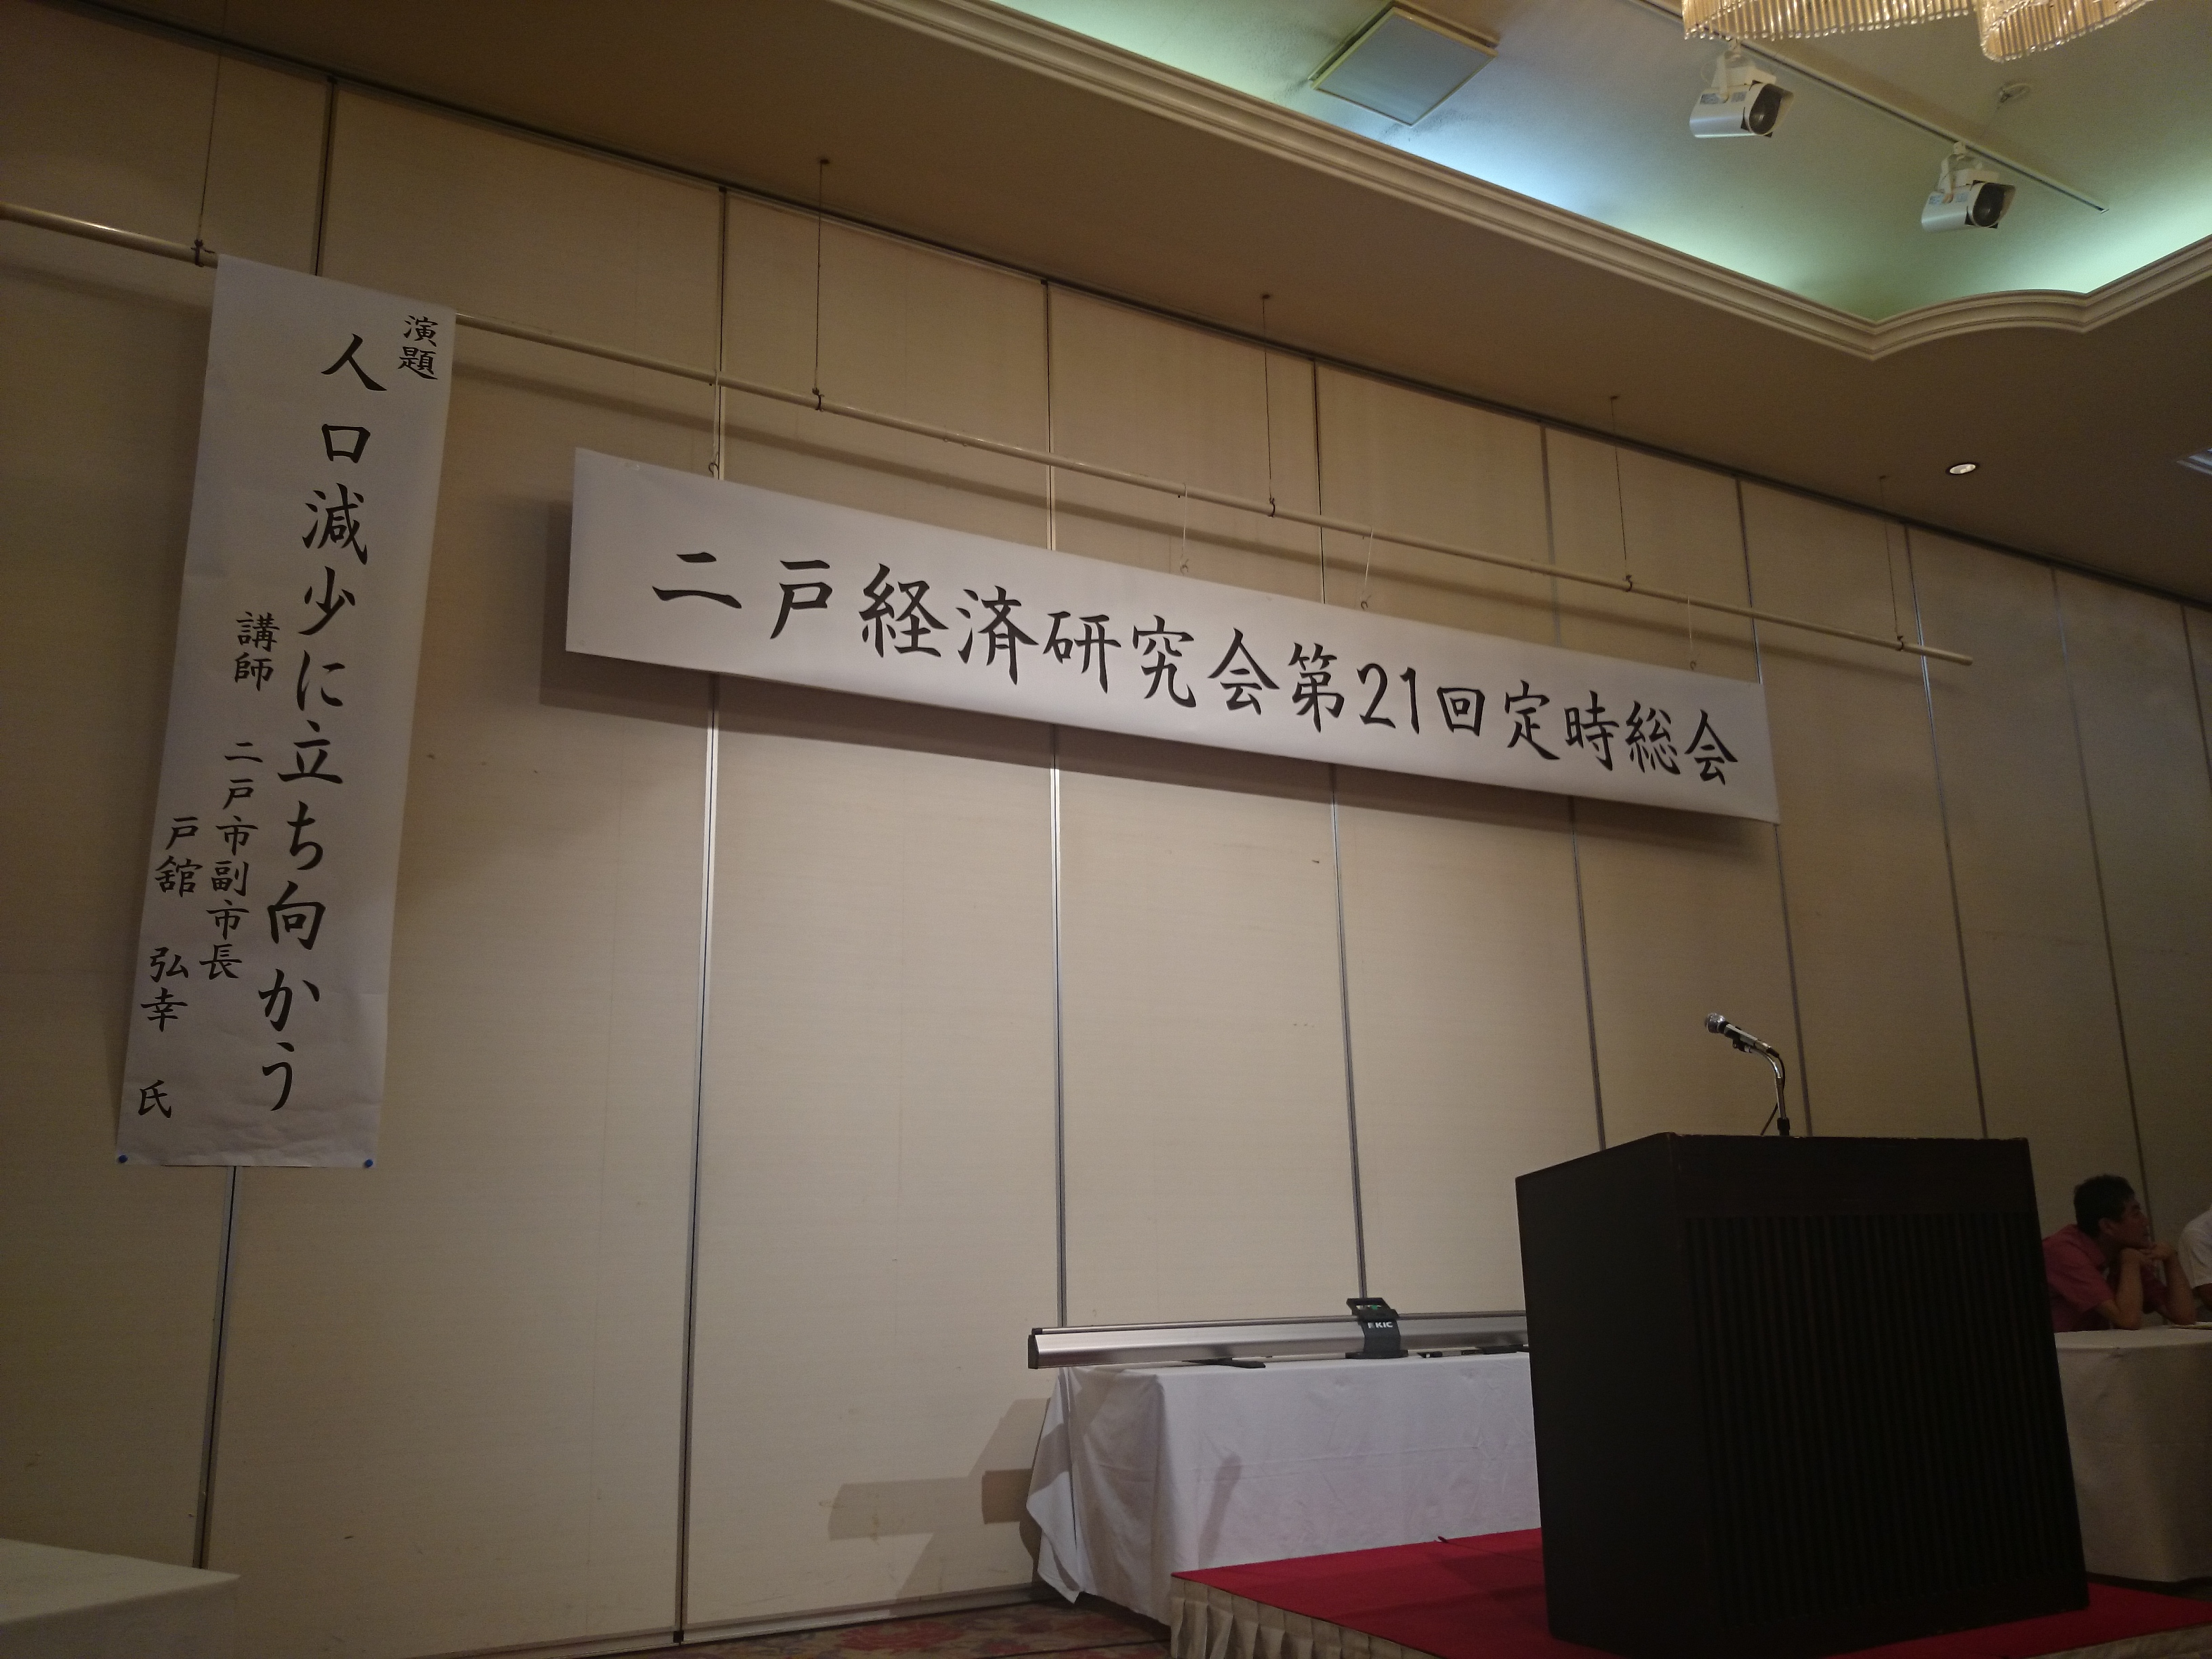 演題
人口減少に立ち向かう
講師 二戸市副市長
戸舘 弘幸 氏
二戸経済研究会第21回定時総会
KIC